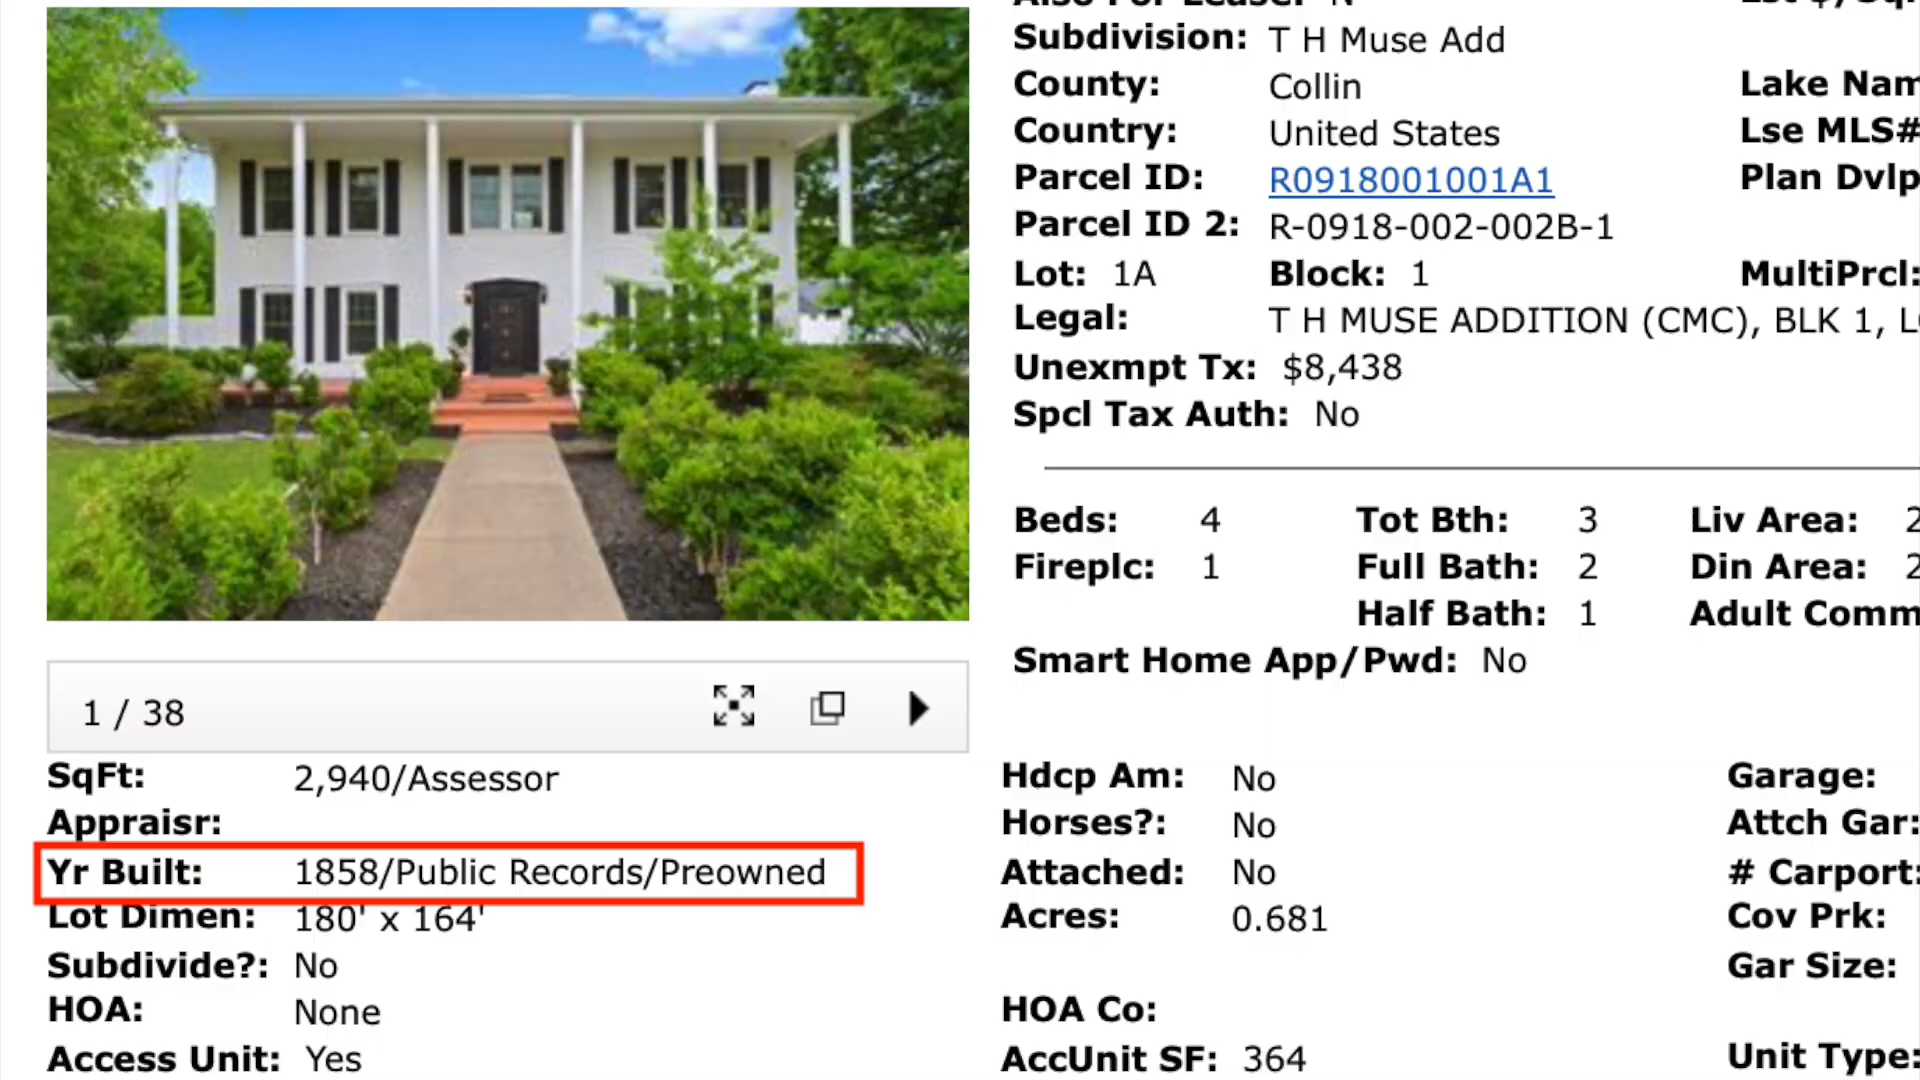 Also For Lease: N
Subdivision: T H Muse Add
County: Collin
Lake Nam
Country: United States
Lse MLS#
Parcel ID: R0918001001A1
Plan Dvlp
Parcel ID 2: R-0918-002-002B-1
Lot: 1A Block: 1
MultiPrcl:
Legal: T H MUSE ADDITION (CMC), BLK 1, L
Unexmpt Tx: $8,438
Spcl Tax Auth: No
Beds: 4 Tot Bth: 3 Liv Area: 2
Fireplc: 1 Full Bath: 2 Din Area: 2
Half Bath: 1 Adult Comm
Smart Home App/Pwd: No
1 / 38
SqFt: 2,940/Assessor Hdcp Am: No Garage:
Appraisr: Horses?: No Attch Gar:
Yr Built: 1858/Public Records/Preowned Attached: No # Carport:
Lot Dimen: 180' x 164' Acres: 0.681 Cov Prk:
Subdivide?: No Gar Size:
HOA: None HOA Co:
Access Unit: Yes AccUnit SF: 364 Unit Type: